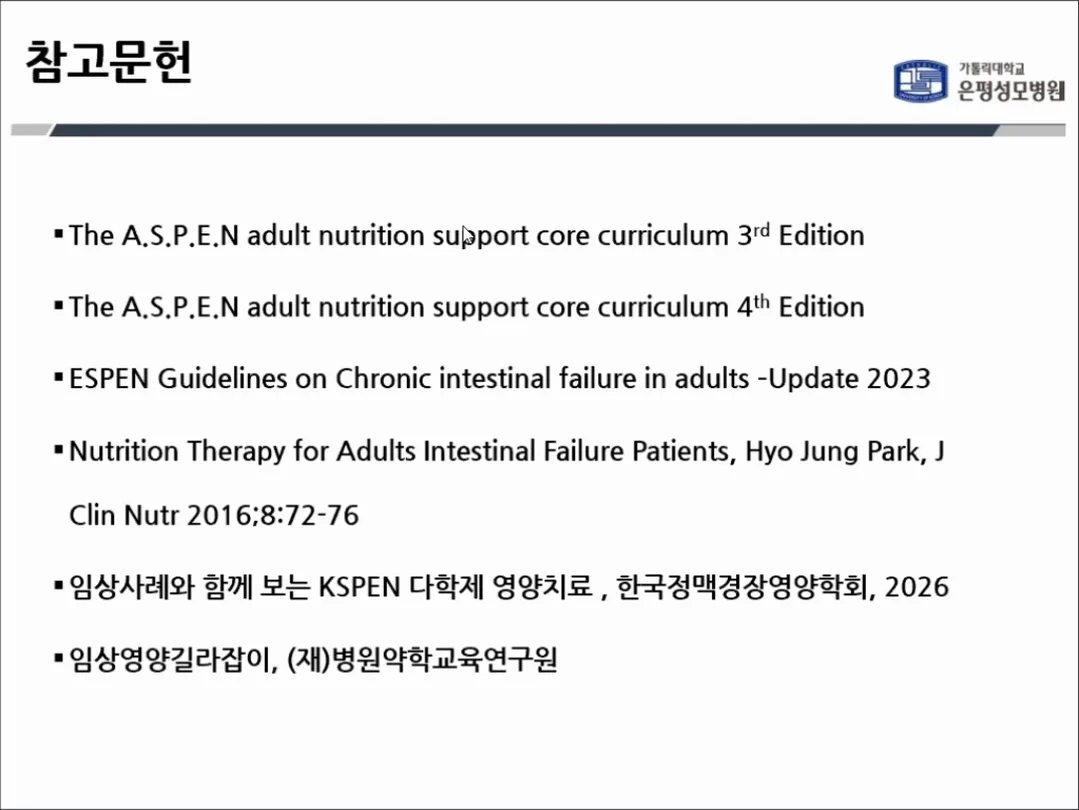 참고문헌
가톨릭대학교
은평성모병원
▪The A.S.P.E.N adult nutrition support core curriculum 3rd Edition
▪The A.S.P.E.N adult nutrition support core curriculum 4th Edition
▪ESPEN Guidelines on Chronic intestinal failure in adults -Update 2023
▪Nutrition Therapy for Adults Intestinal Failure Patients, Hyo Jung Park, J
Clin Nutr 2016;8:72-76
▪임상사례와 함께 보는 KSPEN 다학제 영양치료 , 한국정맥경장영양학회, 2026
▪임상영양길라잡이, (재)병원약학교육연구원